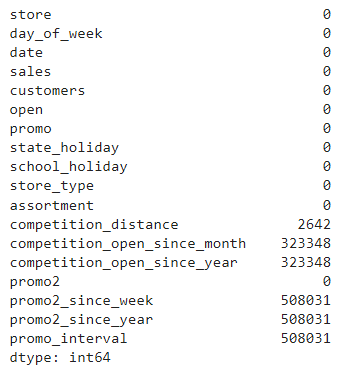 store 0
day_of_week 0
date 0
sales 0
customers 0
open 0
promo 0
state_holiday 0
school_holiday 0
store_type 0
assortment 0
competition_distance 2642
competition_open_since_month 323348
competition_open_since_year 323348
promo2 0
promo2_since_week 508031
promo2_since_year 508031
promo_interval 508031
dtype: int64